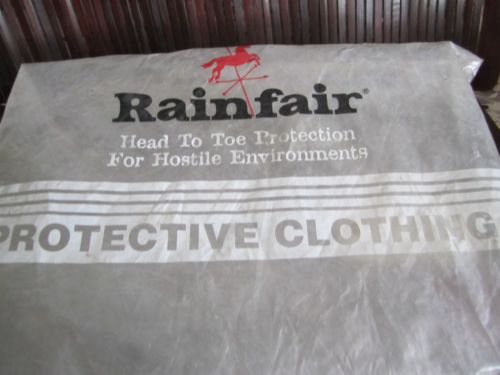 Rainfair®
Head To Toe Protection
For Hostile Environments
PROTECTIVE CLOTHING